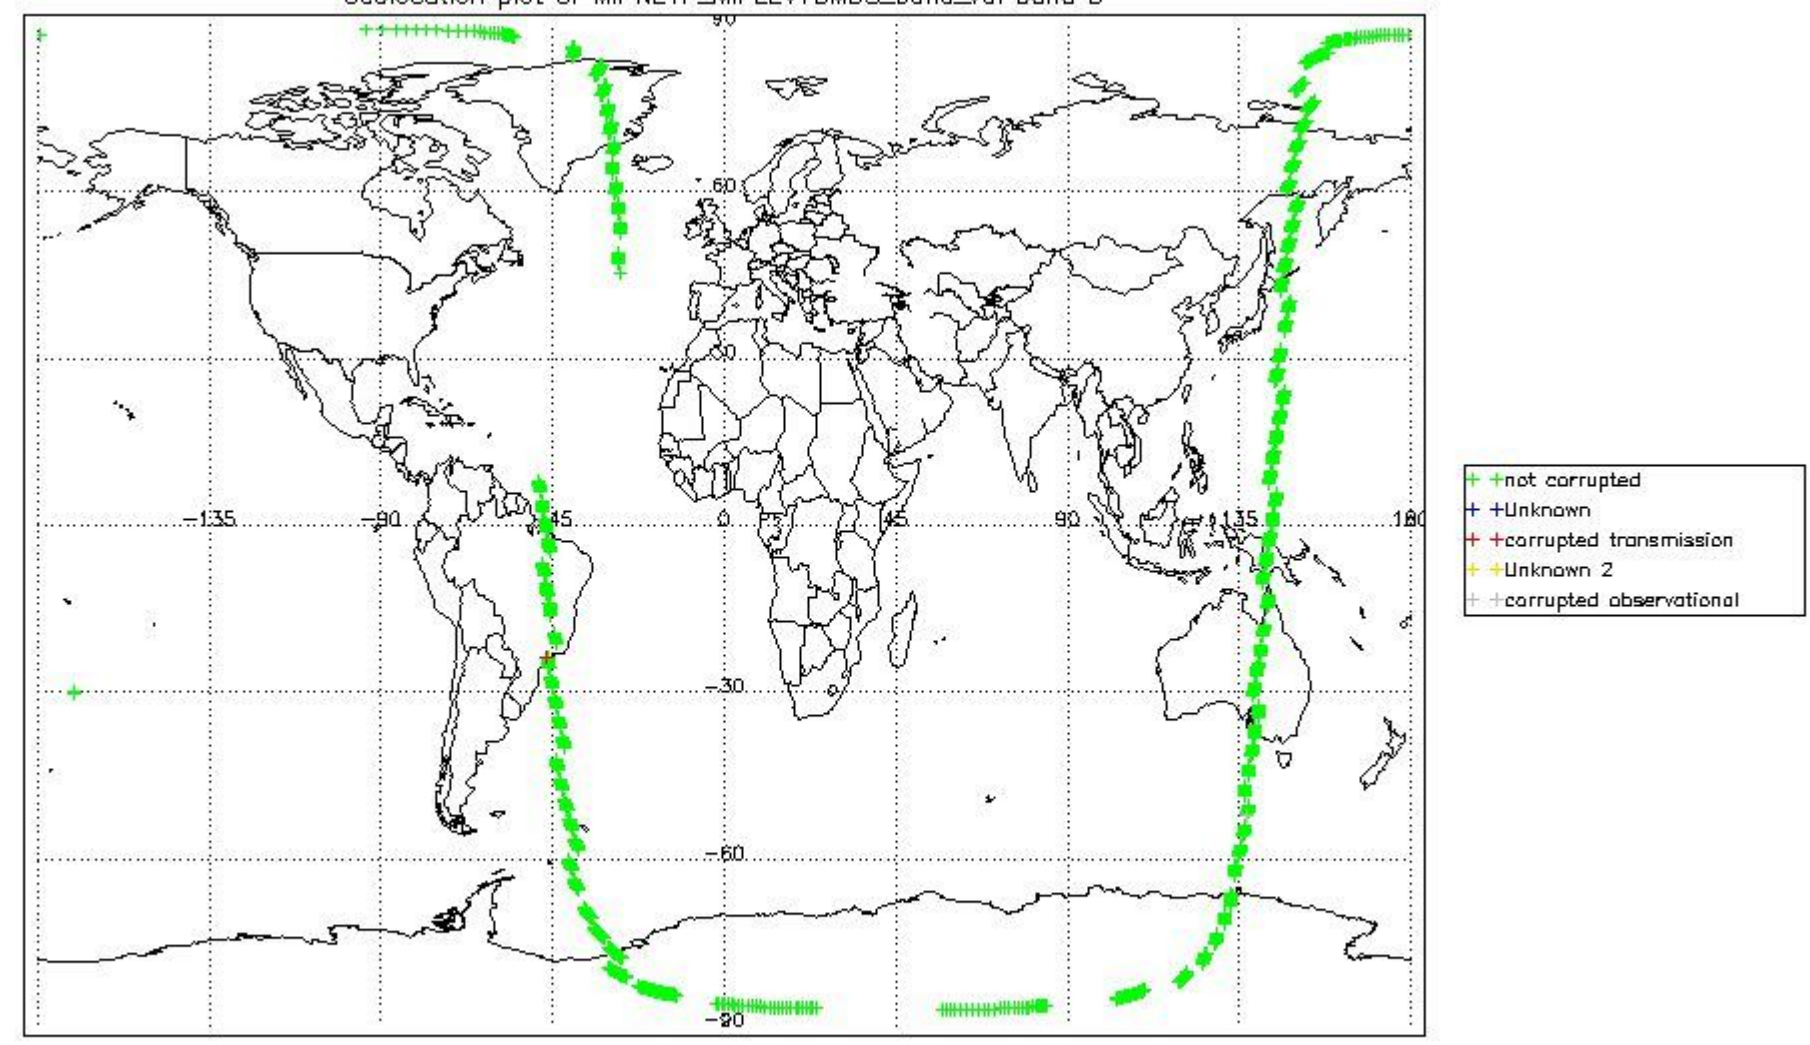 90
60
30
-135 -90 -45 0 45 90 135 180
-30
-60
-90
not corrupted
Unknown
corrupted transmission
Unknown 2
corrupted observational